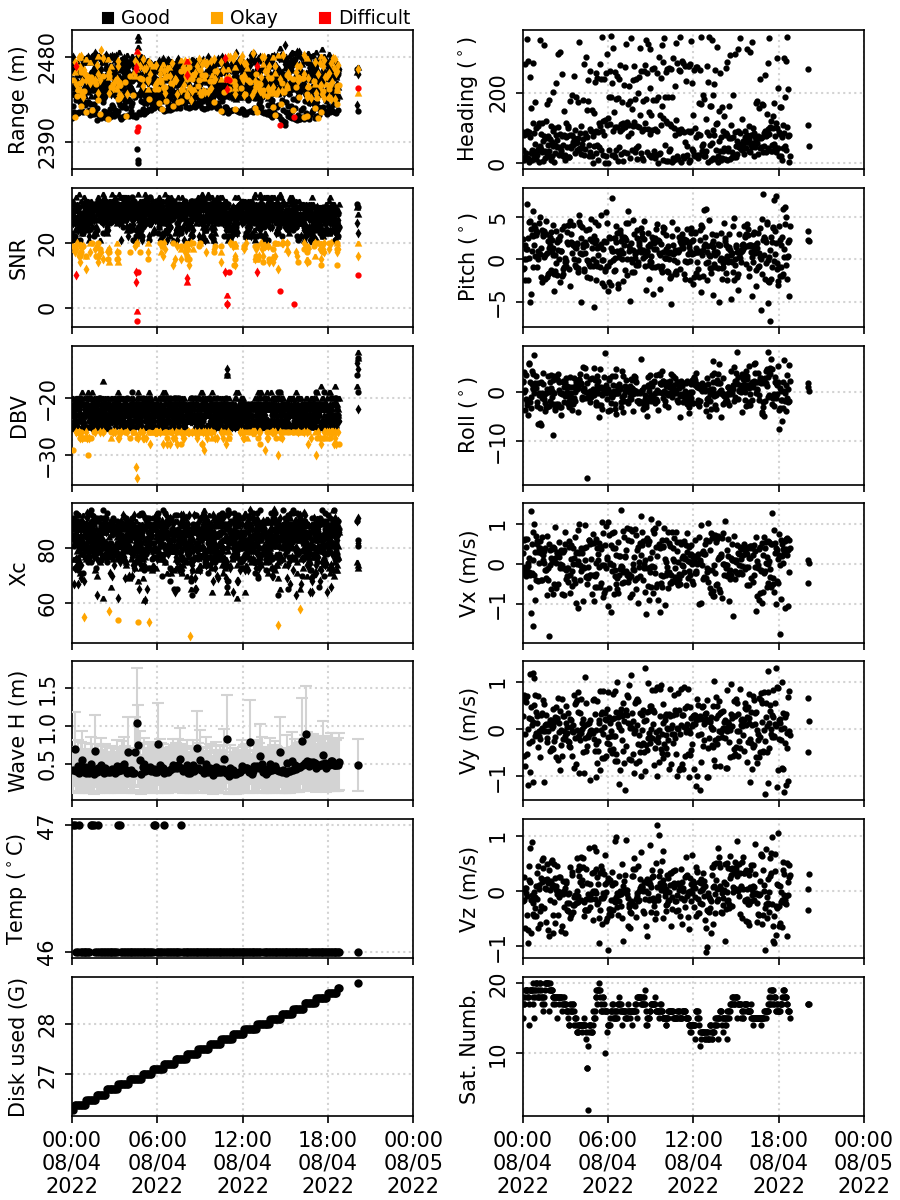 Good Okay Difficult
Range (m) 2480 2390
Heading (°) 200 0
SNR 20 0
Pitch (°) 5 0 −5
DBV −20 −30
Roll (°) 0 −10
Xc 80 60
Vx (m/s) 1 0 −1
Wave H (m) 1.5 1.0 0.5
Vy (m/s) 1 0 −1
Temp (°C) 47 46
Vz (m/s) 1 0 −1
Disk used (G) 28 27
Sat. Numb. 20 10
00:00 06:00 12:00 18:00 00:00 00:00 06:00 12:00 18:00 00:00
08/04 08/04 08/04 08/04 08/05 08/04 08/04 08/04 08/04 08/05
2022 2022 2022 2022 2022 2022 2022 2022 2022 2022